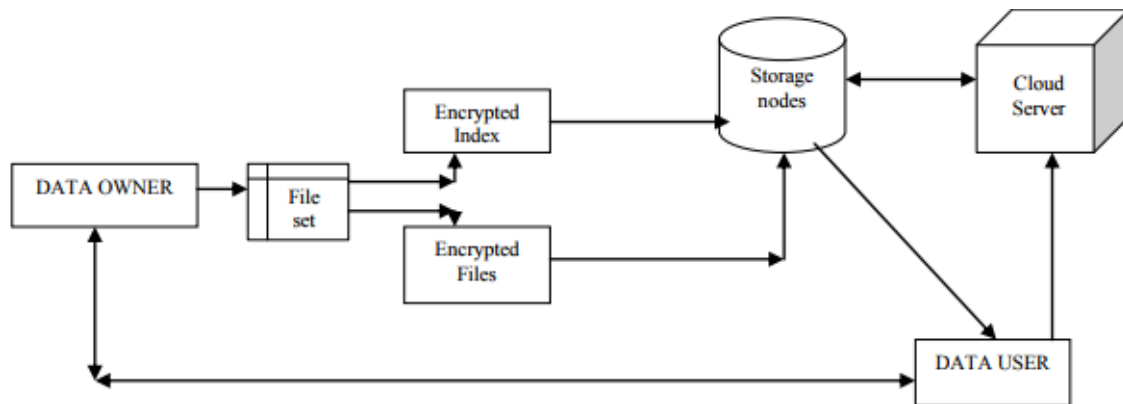 DATA OWNER
File
set
Encrypted
Index
Encrypted
Files
Storage
nodes
Cloud
Server
DATA USER